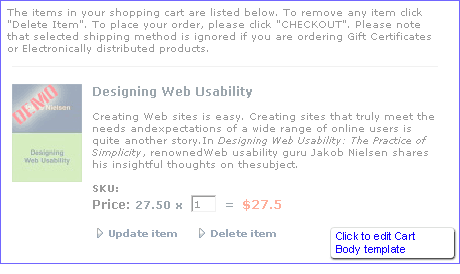 The items in your shopping cart are listed below. To remove any item click
"Delete Item". To place your order, please click "CHECKOUT". Please note
that selected shipping method is ignored if you are ordering Gift Certificates
or Electronically distributed products.
DEMO
Nielsen
Designing
Web Usability
Designing Web Usability
Creating Web sites is easy. Creating sites that truly meet the
needs andexpectations of a wide range of online users is
quite another story.In Designing Web Usability: The Practice of
Simplicity, renownedWeb usability guru Jakob Nielsen shares
his insightful thoughts on thesubject.
SKU:
Price: 27.50 x 1 = $27.5
Update item Delete item
Click to edit Cart
Body template